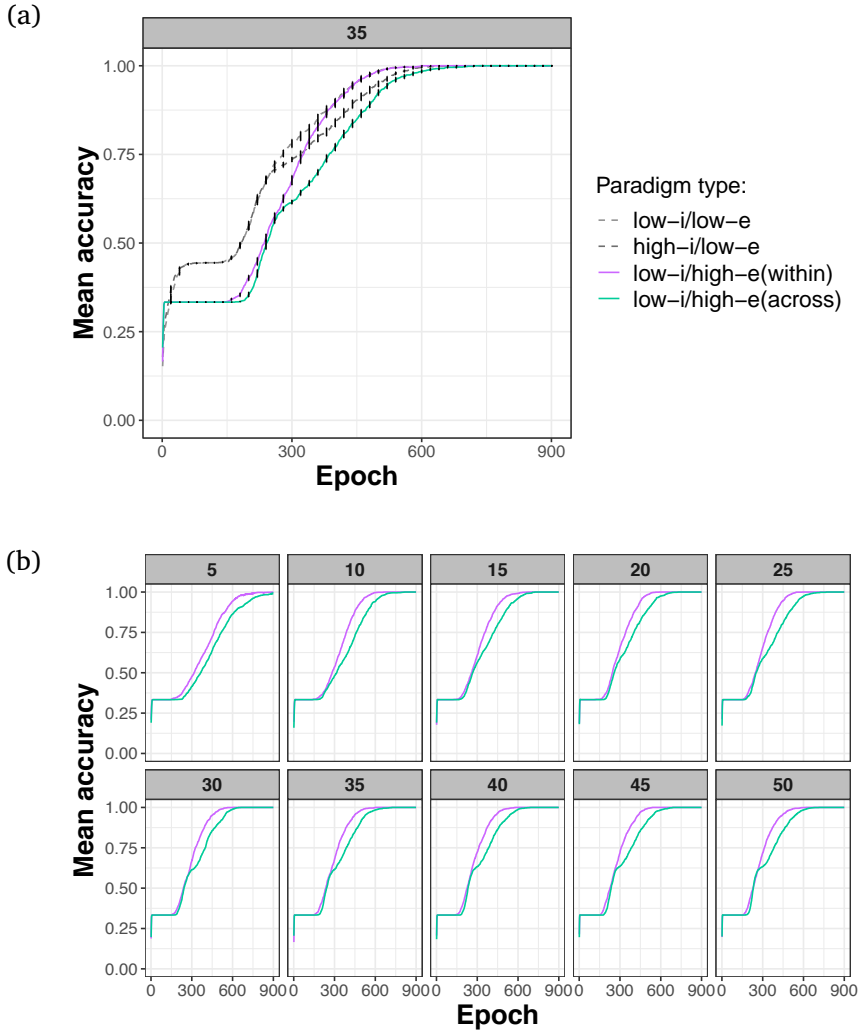 (a)
35
1.00
0.75
0.50
0.25
0.00
Mean accuracy
0 300 600 900
Epoch
Paradigm type:
low−i/low−e
high−i/low−e
low−i/high−e(within)
low−i/high−e(across)
(b)
5 10 15 20 25
1.00
0.75
0.50
0.25
0.00
30 35 40 45 50
1.00
0.75
0.50
0.25
0.00
Mean accuracy
0 300 600 900 0 300 600 900 0 300 600 900 0 300 600 900 0 300 600 900
Epoch